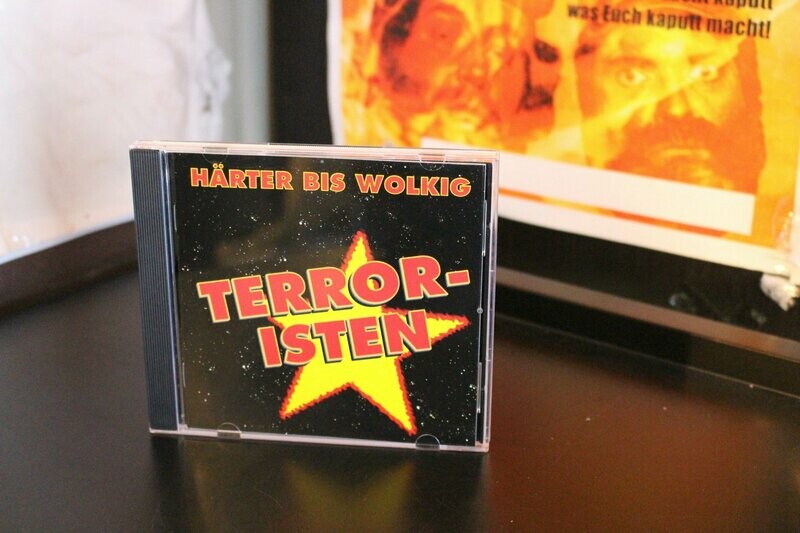 was Euch kaputt macht!
HÄRTER BIS WOLKIG
TERROR-
ISTEN